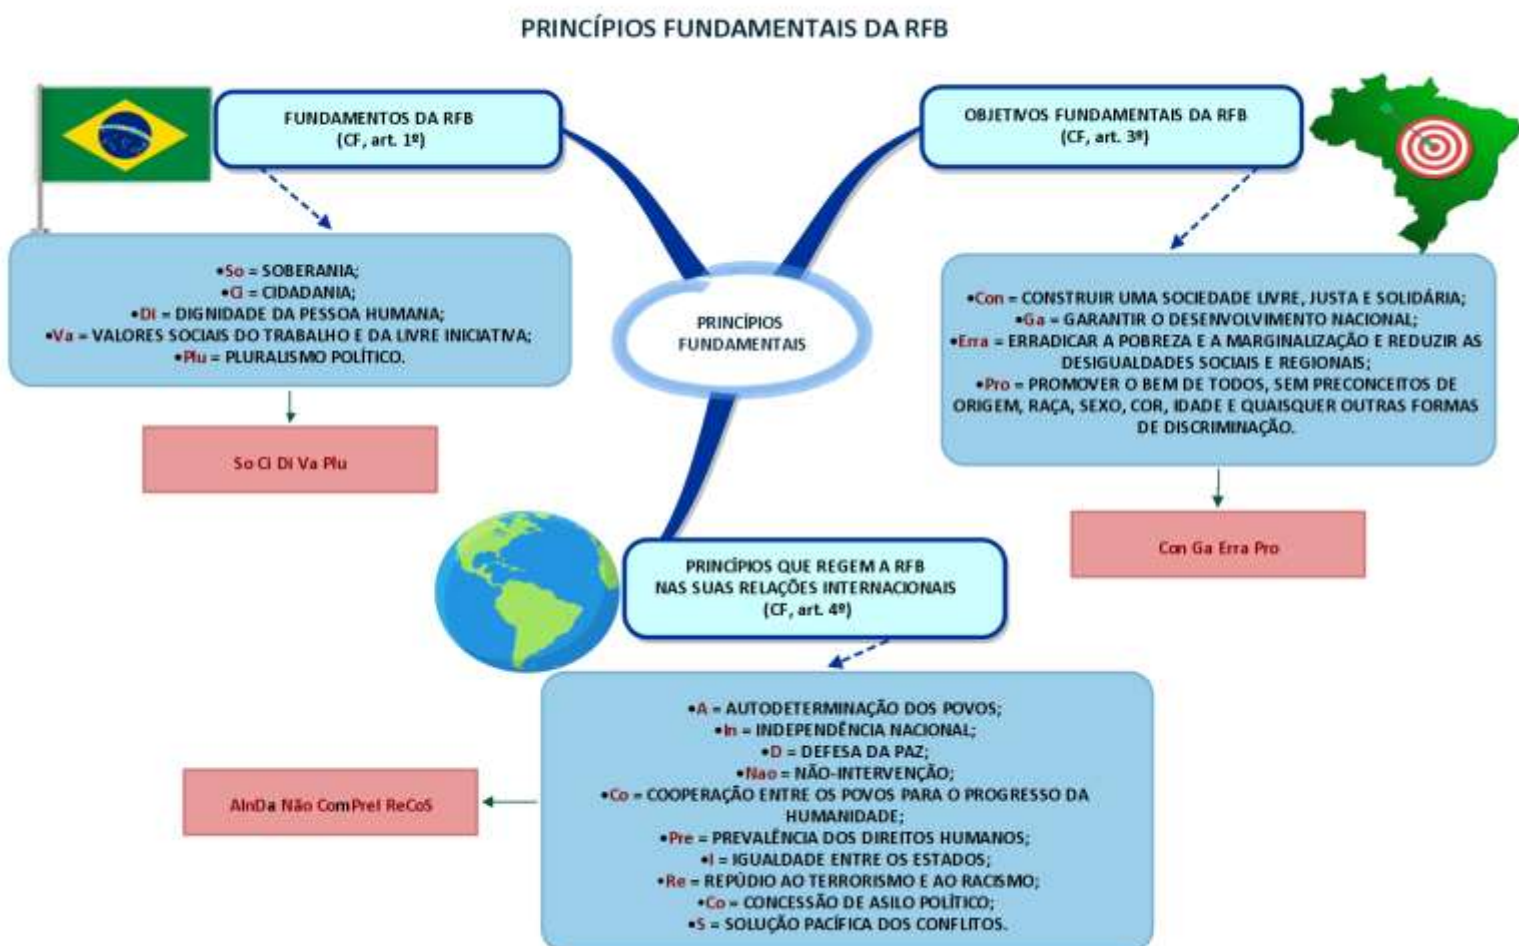 PRINCÍPIOS FUNDAMENTAIS DA RFB
FUNDAMENTOS DA RFB
(CF, art. 1º)
•So = SOBERANIA;
•Ci = CIDADANIA;
•Di = DIGNIDADE DA PESSOA HUMANA;
•Va = VALORES SOCIAIS DO TRABALHO E DA LIVRE INICIATIVA;
•Plu = PLURALISMO POLÍTICO.
So Ci Di Va Plu
OBJETIVOS FUNDAMENTAIS DA RFB
(CF, art. 3º)
•Con = CONSTRUIR UMA SOCIEDADE LIVRE, JUSTA E SOLIDÁRIA;
•Ga = GARANTIR O DESENVOLVIMENTO NACIONAL;
•Erra = ERRADICAR A POBREZA E A MARGINALIZAÇÃO E REDUZIR AS
DESIGUALDADES SOCIAIS E REGIONAIS;
•Pro = PROMOVER O BEM DE TODOS, SEM PRECONCEITOS DE
ORIGEM, RAÇA, SEXO, COR, IDADE E QUAISQUER OUTRAS FORMAS
DE DISCRIMINAÇÃO.
Con Ga Erra Pro
PRINCÍPIOS
FUNDAMENTAIS
PRINCÍPIOS QUE REGEM A RFB
NAS SUAS RELAÇÕES INTERNACIONAIS
(CF, art. 4º)
•A = AUTODETERMINAÇÃO DOS POVOS;
•In = INDEPENDÊNCIA NACIONAL;
•D = DEFESA DA PAZ;
•Nao = NÃO-INTERVENÇÃO;
•Co = COOPERAÇÃO ENTRE OS POVOS PARA O PROGRESSO DA
HUMANIDADE;
•Pre = PREVALÊNCIA DOS DIREITOS HUMANOS;
•I = IGUALDADE ENTRE OS ESTADOS;
•Re = REPÚDIO AO TERRORISMO E AO RACISMO;
•Co = CONCESSÃO DE ASILO POLÍTICO;
•S = SOLUÇÃO PACÍFICA DOS CONFLITOS.
AInDa Não ComPreI ReCoS